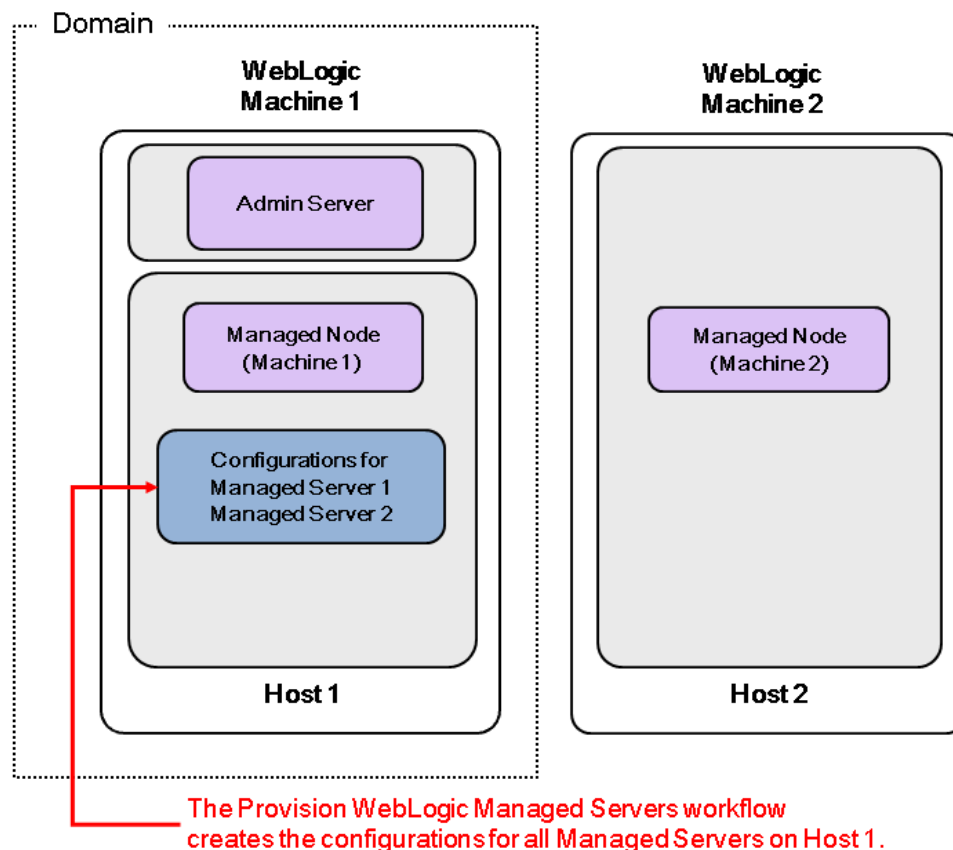 Domain
WebLogic
Machine 1
WebLogic
Machine 2
Admin Server
Managed Node
(Machine 1)
Managed Node
(Machine 2)
Configurations for
Managed Server 1
Managed Server 2
Host 1
Host 2
The Provision WebLogic Managed Servers workflow
creates the configurations for all Managed Servers on Host 1.